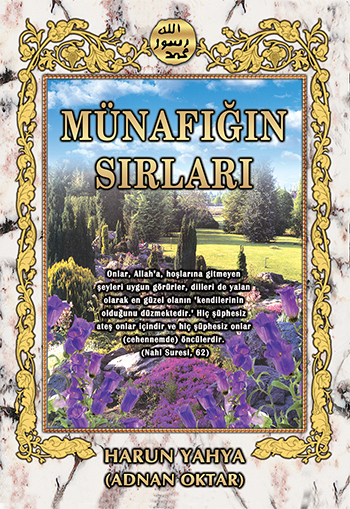 الله
رسول
محمد
MÜNAFIĞIN
SIRLARI
Onlar, Allah'a, hoşlarına gitmeyen
şeyleri uygun görürler, dilleri de yalan
olarak en güzel olanın 'kendilerinin
olduğunu düzmektedir.' Hiç şüphesiz
ateş onlar içindir ve hiç şüphesiz onlar
(cehennemde) öncülerdir.
(Nahl Suresi, 62)
HARUN YAHYA
(ADNAN OKTAR)